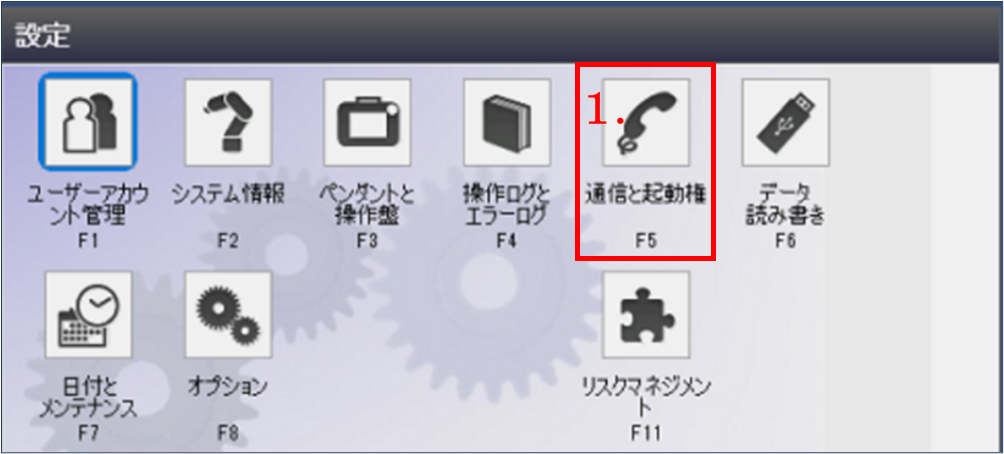 設定
1.
ユーザーアカウ
ント管理
F1
システム情報
F2
ペンダントと
操作盤
F3
操作ログと
エラーログ
F4
通信と起動権
F5
データ
読み書き
F6
日付と
メンテナンス
F7
オプション
F8
リスクマネジメン
ト
F11